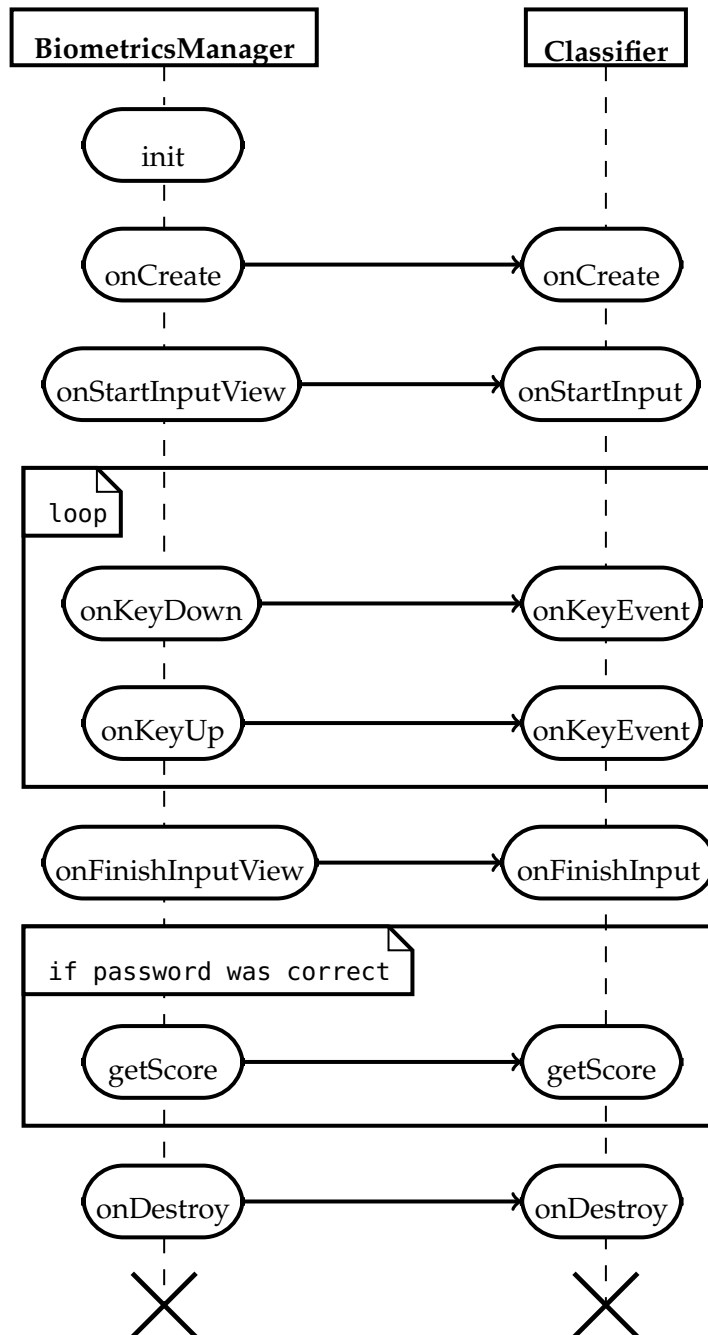 BiometricsManager Classifier
init
onCreate onCreate
onStartInputView onStartInput
loop
onKeyDown onKeyEvent
onKeyUp onKeyEvent
onFinishInputView onFinishInput
if password was correct
getScore getScore
onDestroy onDestroy